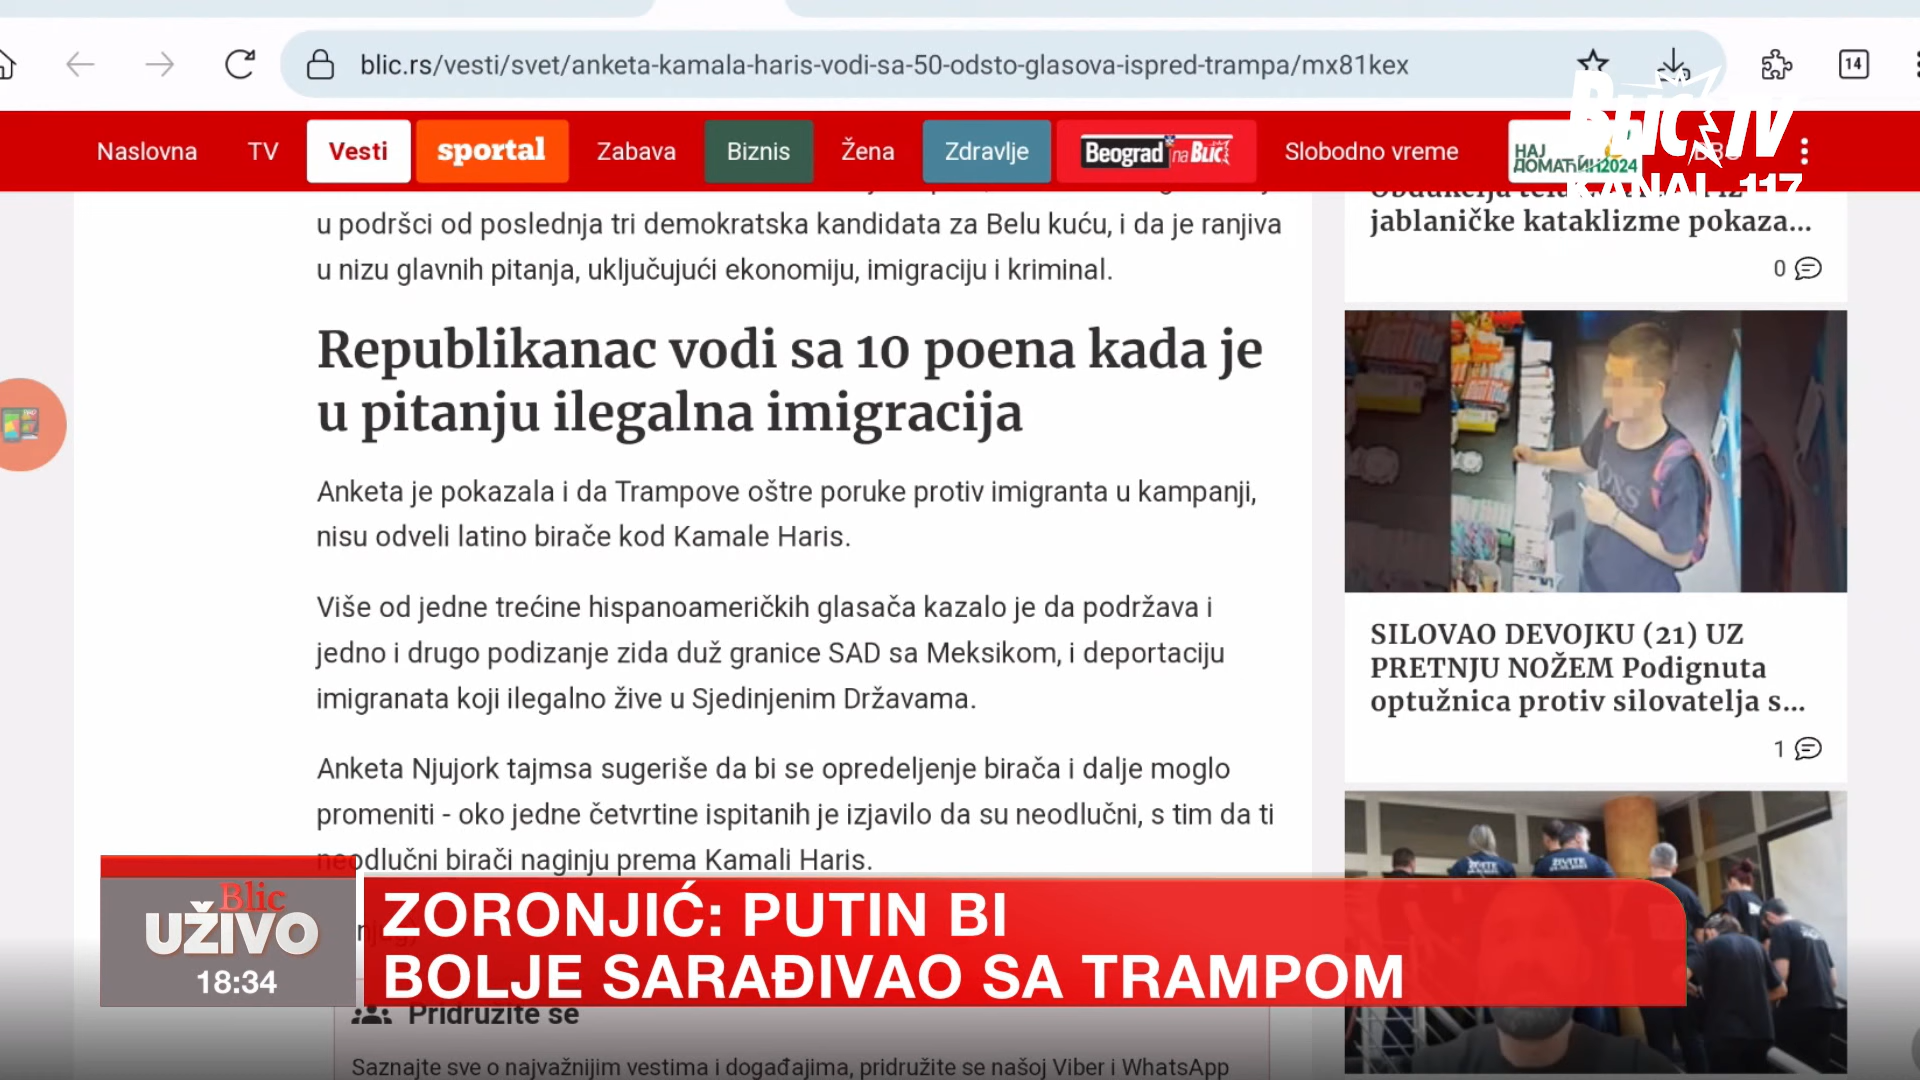 blic.rs/vesti/svet/anketa-kamala-haris-vodi-sa-50-odsto-glasova-ispred-trampa/mx81kex
14
Naslovna TV Vesti sportal Zabava Biznis Žena Zdravlje Beograd na Blic Slobodno vreme НАЈ ДОМАЋИН 2024
BLIC TV
KANAL 117
u podršci od poslednja tri demokratska kandidata za Belu kuću, i da je ranjiva
u nizu glavnih pitanja, uključujući ekonomiju, imigraciju i kriminal.
Republikanac vodi sa 10 poena kada je
u pitanju ilegalna imigracija
Anketa je pokazala i da Trampove oštre poruke protiv imigranta u kampanji,
nisu odveli latino birače kod Kamale Haris.
Više od jedne trećine hispanoameričkih glasača kazalo je da podržava i
jedno i drugo podizanje zida duž granice SAD sa Meksikom, i deportaciju
imigranata koji ilegalno žive u Sjedinjenim Državama.
Anketa Njujork tajmsa sugeriše da bi se opredeljenje birača i dalje moglo
promeniti - oko jedne četvrtine ispitanih je izjavilo da su neodlučni, s tim da ti
neodlučni birači naginju prema Kamali Haris.
jablaničke kataklizme pokaza...
0
SILOVAO DEVOJKU (21) UZ
PRETNJU NOŽEM Podignuta
optužnica protiv silovatelja s...
1
Blic
UŽIVO
18:34
ZORONJIĆ: PUTIN BI
BOLJE SARAĐIVAO SA TRAMPOM
Pridružite se
Saznajte sve o najvažnijim vestima i događajima, pridružite se našoj Viber i WhatsApp